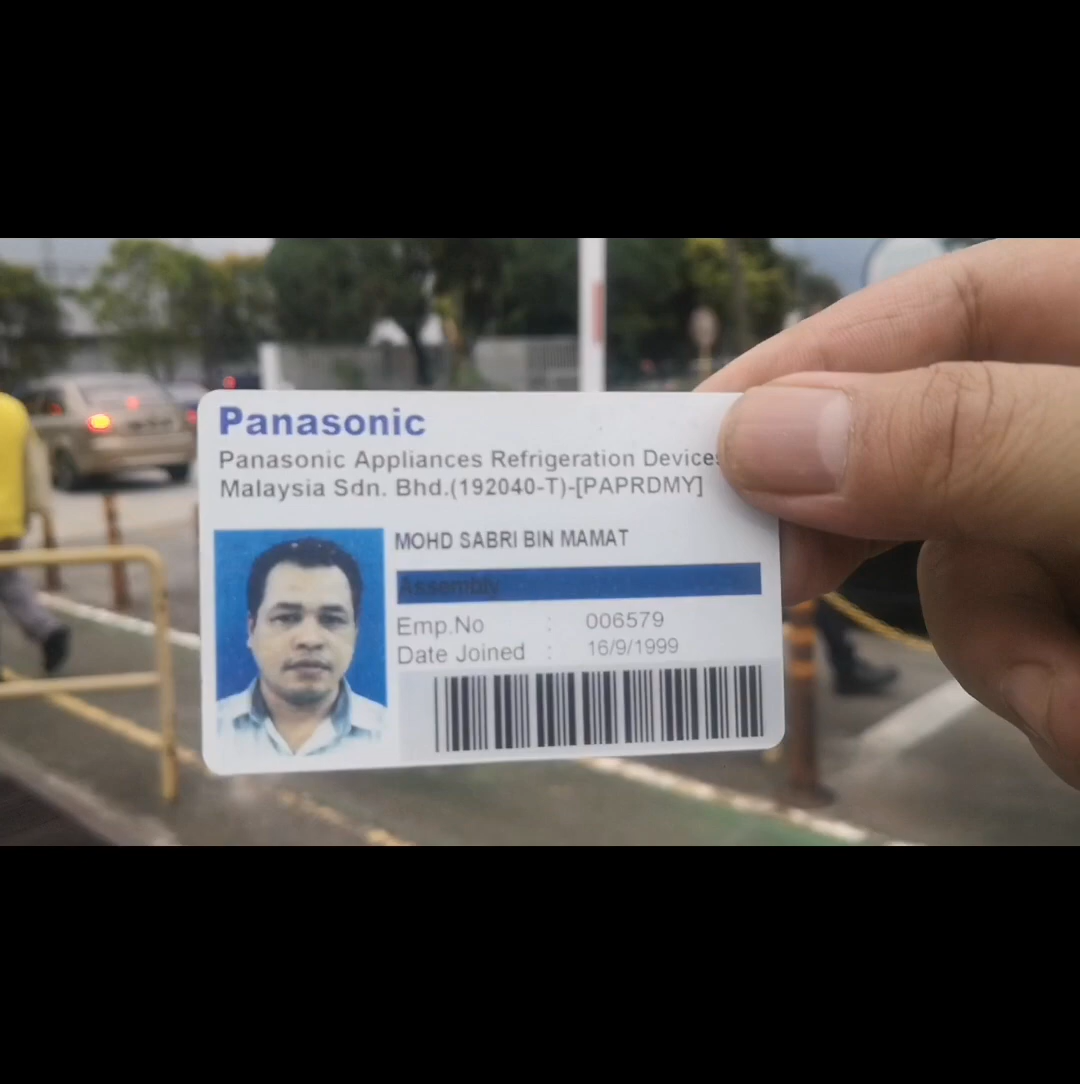 Panasonic
Panasonic Appliances Refrigeration Devices
Malaysia Sdn. Bhd.(192040-T)-[PAPRDMY]
MOHD SABRI BIN MAMAT
Assembly
Emp.No : 006579
Date Joined : 16/9/1999